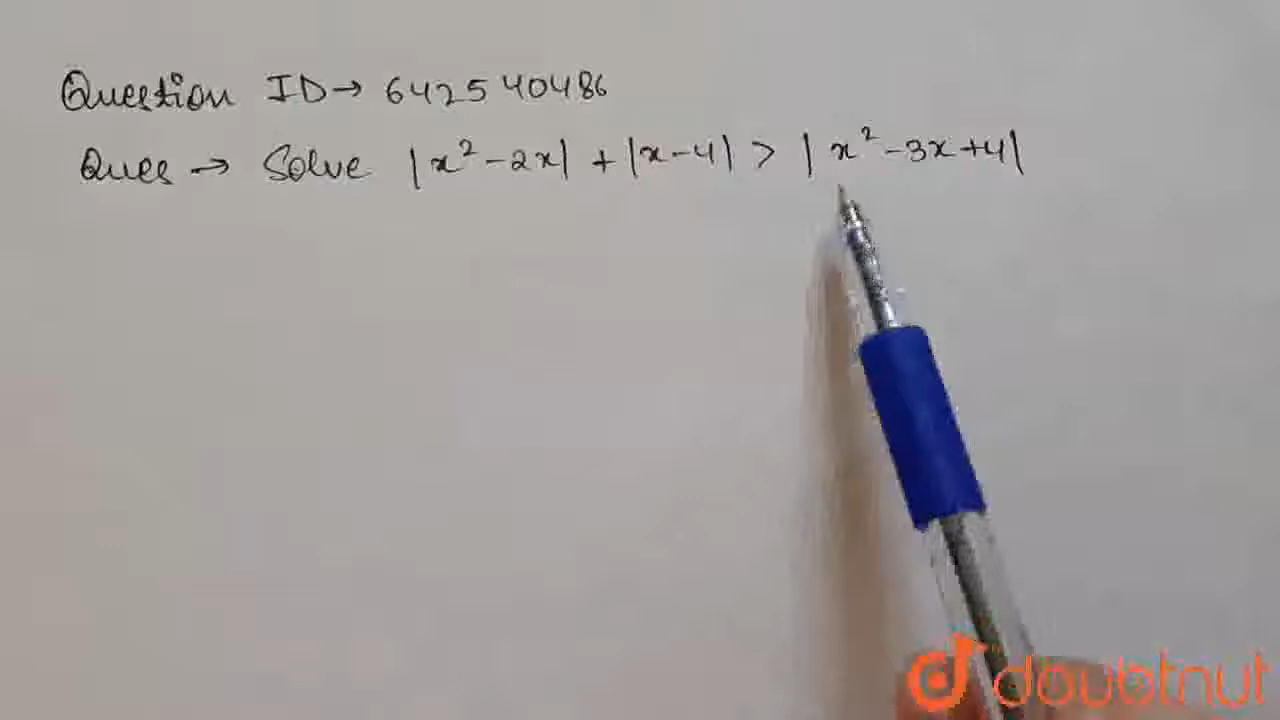 Question ID → 642540486
Ques → Solve |x² - 2x| + |x - 4| > |x² - 3x + 4|
doubtnut